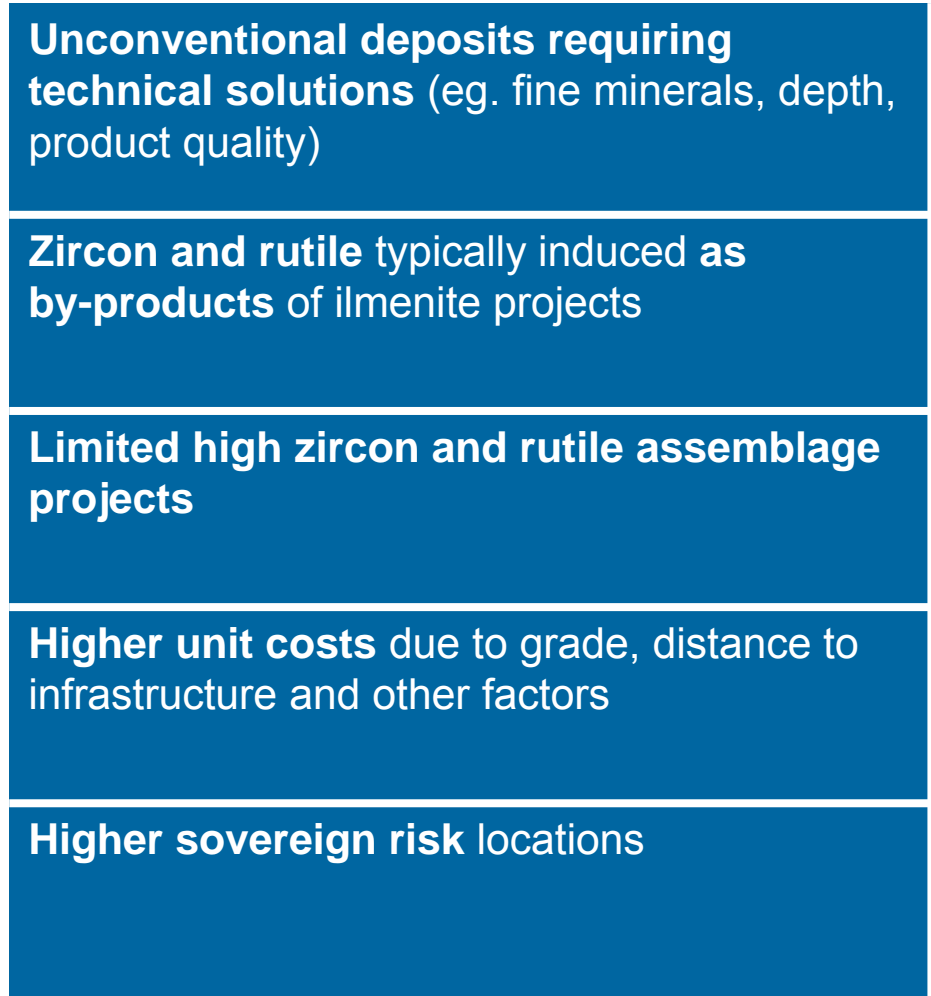 Unconventional deposits requiring
technical solutions (eg. fine minerals, depth,
product quality)
Zircon and rutile typically induced as
by-products of ilmenite projects
Limited high zircon and rutile assemblage
projects
Higher unit costs due to grade, distance to
infrastructure and other factors
Higher sovereign risk locations